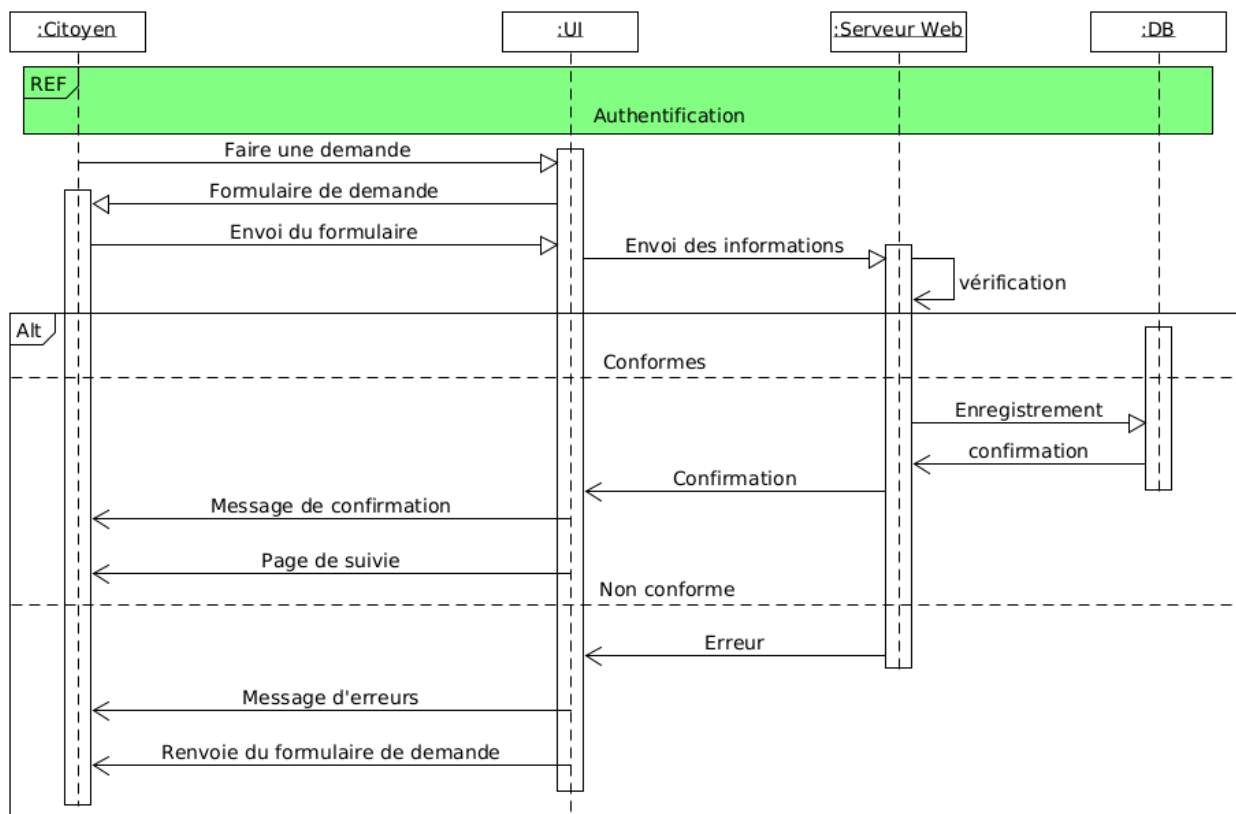 :Citoyen
:UI
:Serveur Web
:DB
REF
Authentification
Faire une demande
Formulaire de demande
Envoi du formulaire
Envoi des informations
vérification
Alt
Conformes
Enregistrement
confirmation
Confirmation
Message de confirmation
Page de suivie
Non conforme
Erreur
Message d'erreurs
Renvoie du formulaire de demande